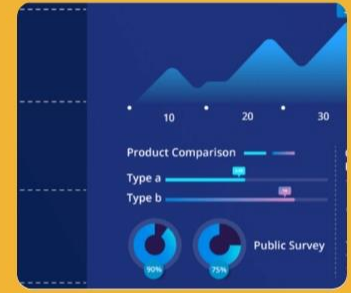 10 20 30
Product Comparison
Type a
Type b
Public Survey
90% 75%